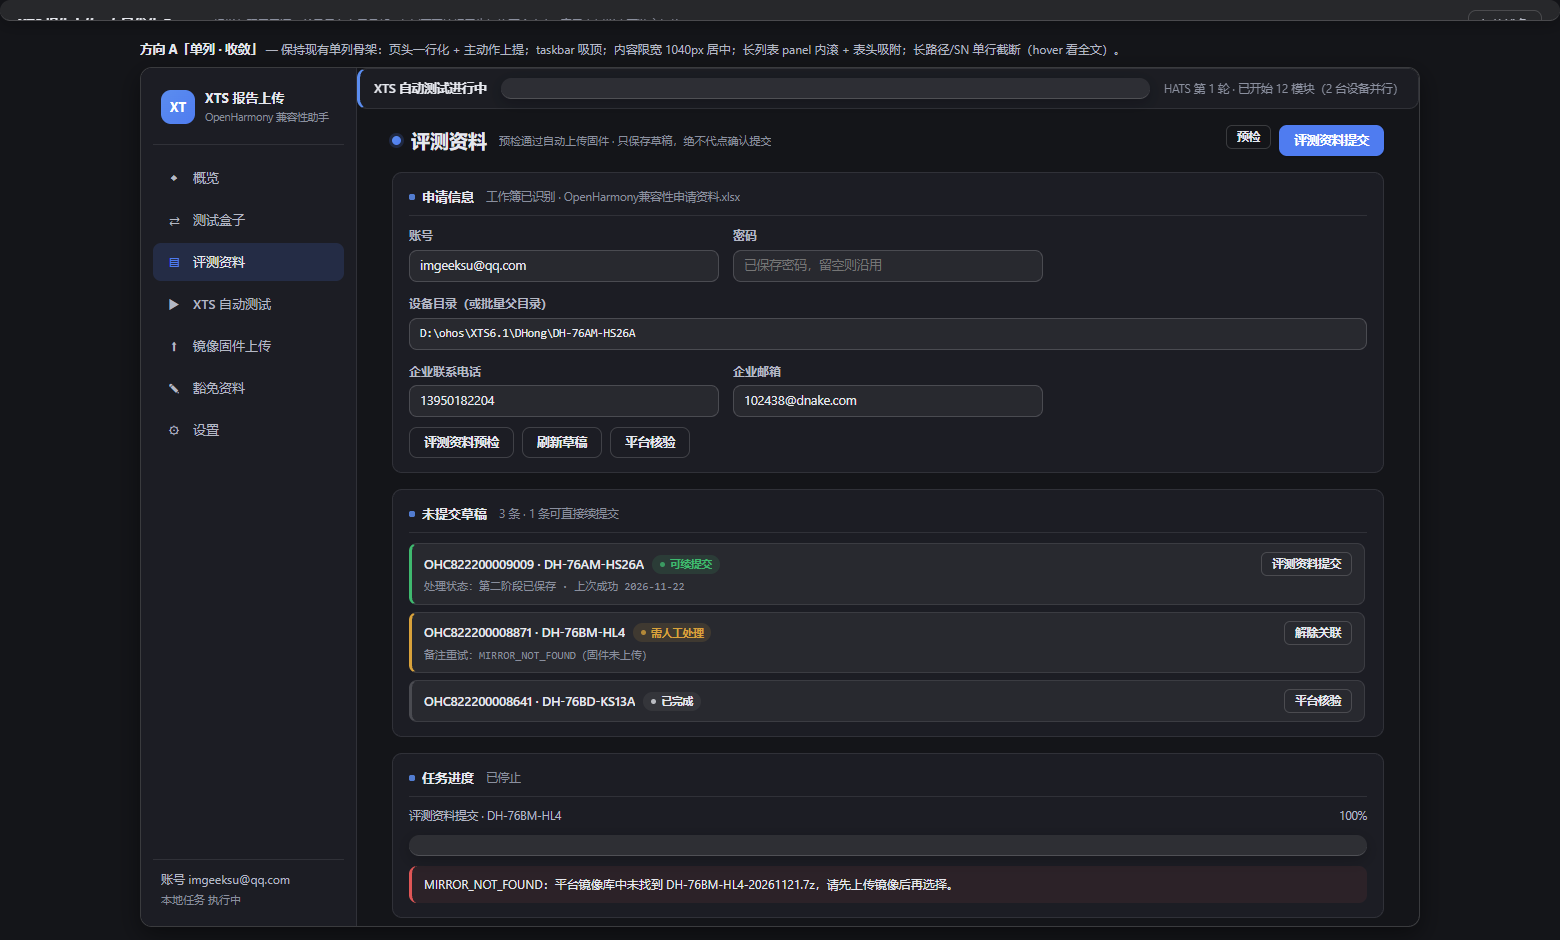 方向 A「单列 · 收敛」 — 保持现有单列骨架：页头一行化 + 主动作上提；taskbar 吸顶；内容限宽 1040px 居中；长列表 panel 内滚 + 表头吸附；长路径/SN 单行截断（hover 看全文）。
XT
XTS 报告上传
OpenHarmony 兼容性助手
概览
测试盒子
评测资料
XTS 自动测试
镜像固件上传
豁免资料
设置
账号 imgeeksu@qq.com
本地任务 执行中
XTS 自动测试进行中
HATS 第 1 轮 · 已开始 12 模块（2 台设备并行）
评测资料
预检通过自动上传固件 · 只保存草稿，绝不代点确认提交
预检
评测资料提交
申请信息
工作簿已识别 · OpenHarmony兼容性申请资料.xlsx
账号
密码
imgeeksu@qq.com
已保存密码，留空则沿用
设备目录（或批量父目录）
D:\ohos\XTS6.1\DHong\DH-76AM-HS26A
企业联系电话
企业邮箱
13950182204
102438@dnake.com
评测资料预检
刷新草稿
平台核验
未提交草稿
3 条 · 1 条可直接续提交
OHC822200009009 · DH-76AM-HS26A
可续提交
评测资料提交
处理状态：第二阶段已保存 · 上次成功 2026-11-22
OHC822200008871 · DH-76BM-HL4
需人工处理
解除关联
备注重试：MIRROR_NOT_FOUND（固件未上传）
OHC822200008641 · DH-76BD-KS13A
已完成
平台核验
任务进度
已停止
评测资料提交 · DH-76BM-HL4
100%
MIRROR_NOT_FOUND：平台镜像库中未找到 DH-76BM-HL4-20261121.7z，请先上传镜像后再选择。